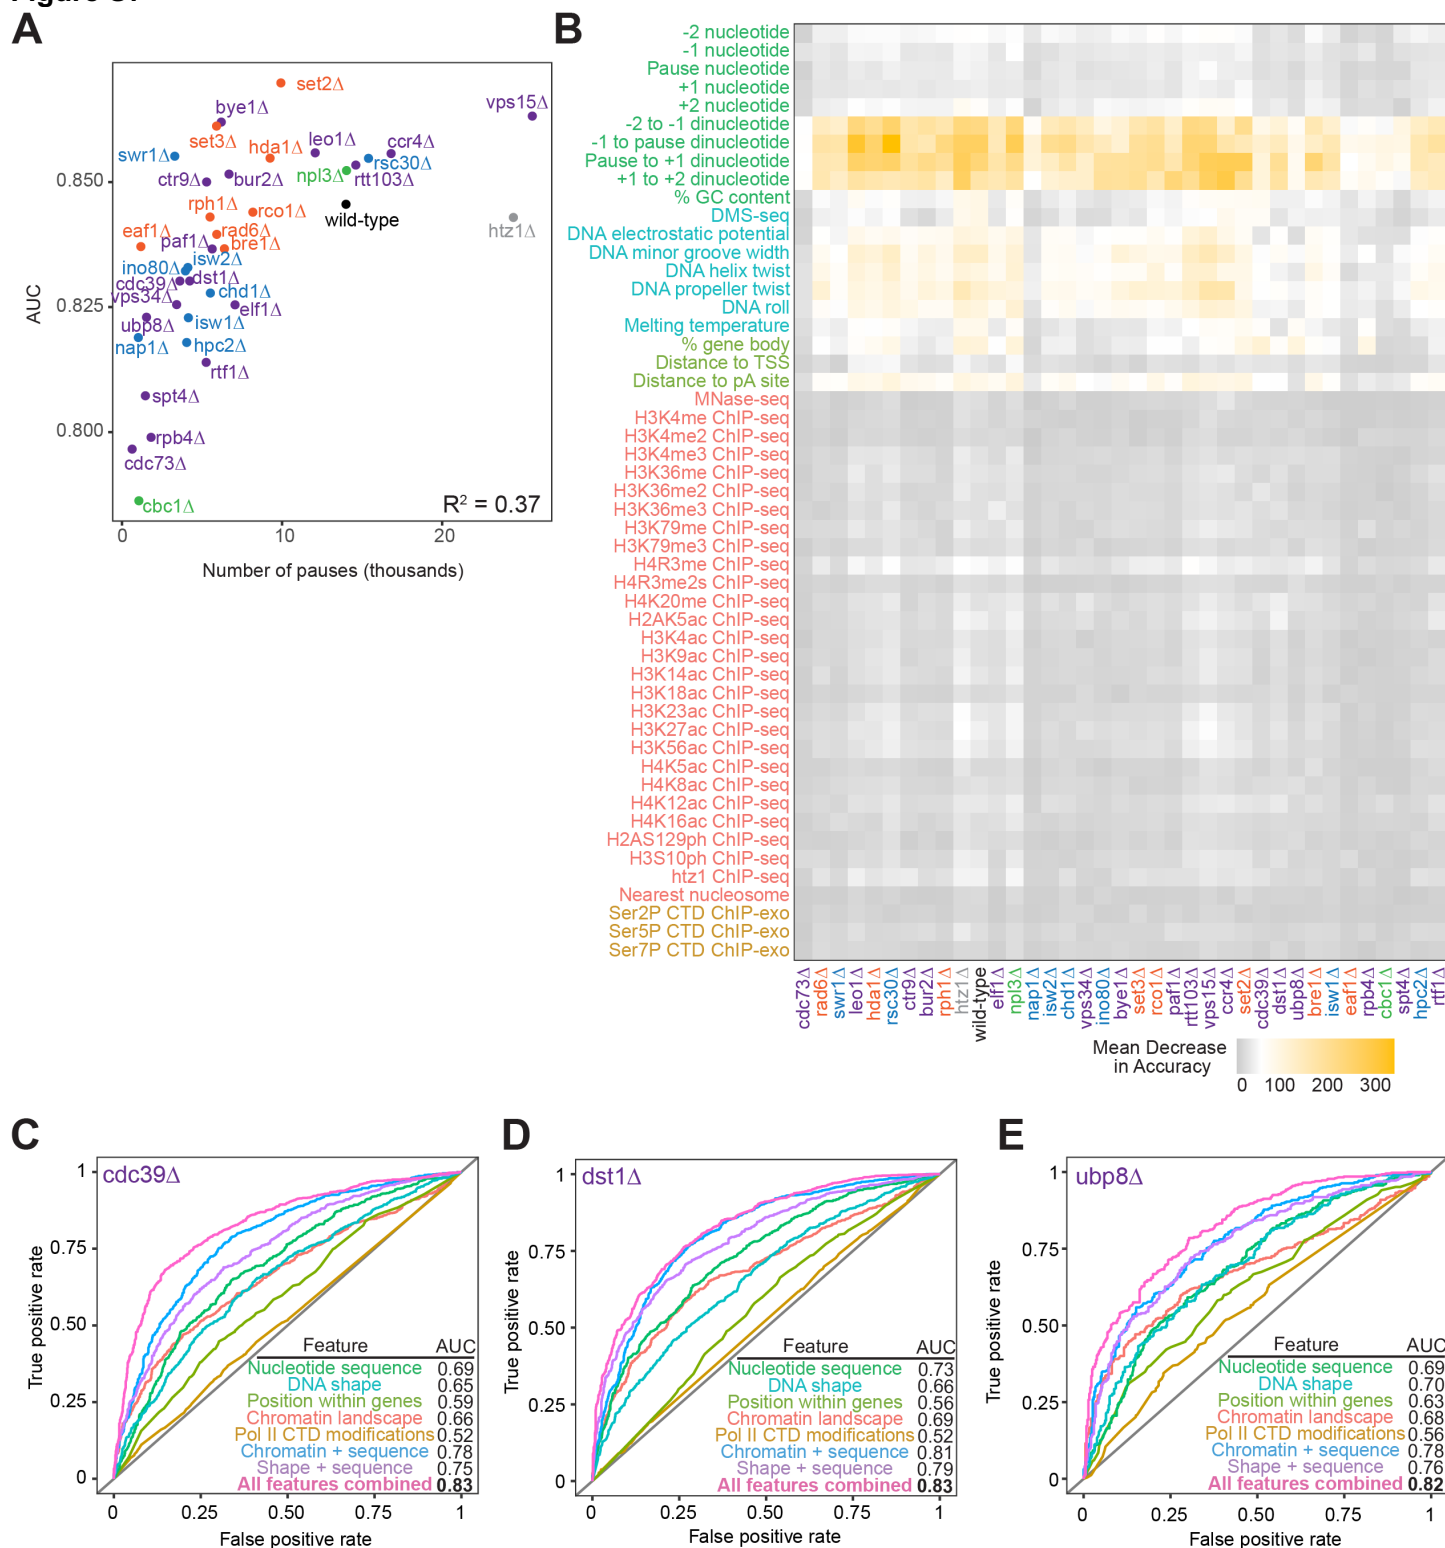 A
set2Δ
bye1Δ
vps15Δ
set3Δ
hda1Δ
leo1Δ
ccr4Δ
swr1Δ
rsc30Δ
npl3Δ
rtt103Δ
ctr9Δ
bur2Δ
rph1Δ
rco1Δ
wild-type
htz1Δ
eaf1Δ
paf1Δ
rad6Δ
bre1Δ
ino80Δ
isw2Δ
cdc39Δ
dst1Δ
vps34Δ
chd1Δ
elf1Δ
ubp8Δ
isw1Δ
nap1Δ
hpc2Δ
rtf1Δ
spt4Δ
rpb4Δ
cdc73Δ
cbc1Δ
R² = 0.37
0.850
0.825
0.800
AUC
0 10 20
Number of pauses (thousands)
B
-2 nucleotide
-1 nucleotide
Pause nucleotide
+1 nucleotide
+2 nucleotide
-2 to -1 dinucleotide
-1 to pause dinucleotide
Pause to +1 dinucleotide
+1 to +2 dinucleotide
% GC content
DMS-seq
DNA electrostatic potential
DNA minor groove width
DNA helix twist
DNA propeller twist
DNA roll
Melting temperature
% gene body
Distance to TSS
Distance to pA site
MNase-seq
H3K4me ChIP-seq
H3K4me2 ChIP-seq
H3K4me3 ChIP-seq
H3K36me ChIP-seq
H3K36me2 ChIP-seq
H3K36me3 ChIP-seq
H3K79me ChIP-seq
H3K79me3 ChIP-seq
H4R3me ChIP-seq
H4R3me2s ChIP-seq
H4K20me ChIP-seq
H2AK5ac ChIP-seq
H3K4ac ChIP-seq
H3K9ac ChIP-seq
H3K14ac ChIP-seq
H3K18ac ChIP-seq
H3K23ac ChIP-seq
H3K27ac ChIP-seq
H3K56ac ChIP-seq
H4K5ac ChIP-seq
H4K8ac ChIP-seq
H4K12ac ChIP-seq
H4K16ac ChIP-seq
H2AS129ph ChIP-seq
H3S10ph ChIP-seq
htz1 ChIP-seq
Nearest nucleosome
Ser2P CTD ChIP-exo
Ser5P CTD ChIP-exo
Ser7P CTD ChIP-exo
cdc73Δ
rad6Δ
swr1Δ
leo1Δ
hda1Δ
rsc30Δ
ctr9Δ
bur2Δ
rph1Δ
htz1Δ
wild-type
elf1Δ
npl3Δ
nap1Δ
isw2Δ
chd1Δ
vps34Δ
ino80Δ
bye1Δ
set3Δ
rco1Δ
paf1Δ
rtt103Δ
vps15Δ
ccr4Δ
set2Δ
cdc39Δ
dst1Δ
ubp8Δ
bre1Δ
isw1Δ
eaf1Δ
rpb4Δ
cbc1Δ
spt4Δ
hpc2Δ
rtf1Δ
Mean Decrease
in Accuracy
0 100 200 300
C
cdc39Δ
1
0.75
0.50
0.25
0
True positive rate
Feature AUC
Nucleotide sequence 0.69
DNA shape 0.65
Position within genes 0.59
Chromatin landscape 0.66
Pol II CTD modifications 0.52
Chromatin + sequence 0.78
Shape + sequence 0.75
All features combined 0.83
0 0.25 0.50 0.75 1
False positive rate
D
dst1Δ
1
0.75
0.50
0.25
0
True positive rate
Feature AUC
Nucleotide sequence 0.73
DNA shape 0.66
Position within genes 0.56
Chromatin landscape 0.69
Pol II CTD modifications 0.52
Chromatin + sequence 0.81
Shape + sequence 0.79
All features combined 0.83
0 0.25 0.50 0.75 1
False positive rate
E
ubp8Δ
1
0.75
0.50
0.25
0
True positive rate
Feature AUC
Nucleotide sequence 0.69
DNA shape 0.70
Position within genes 0.63
Chromatin landscape 0.68
Pol II CTD modifications 0.56
Chromatin + sequence 0.78
Shape + sequence 0.76
All features combined 0.82
0 0.25 0.50 0.75 1
False positive rate